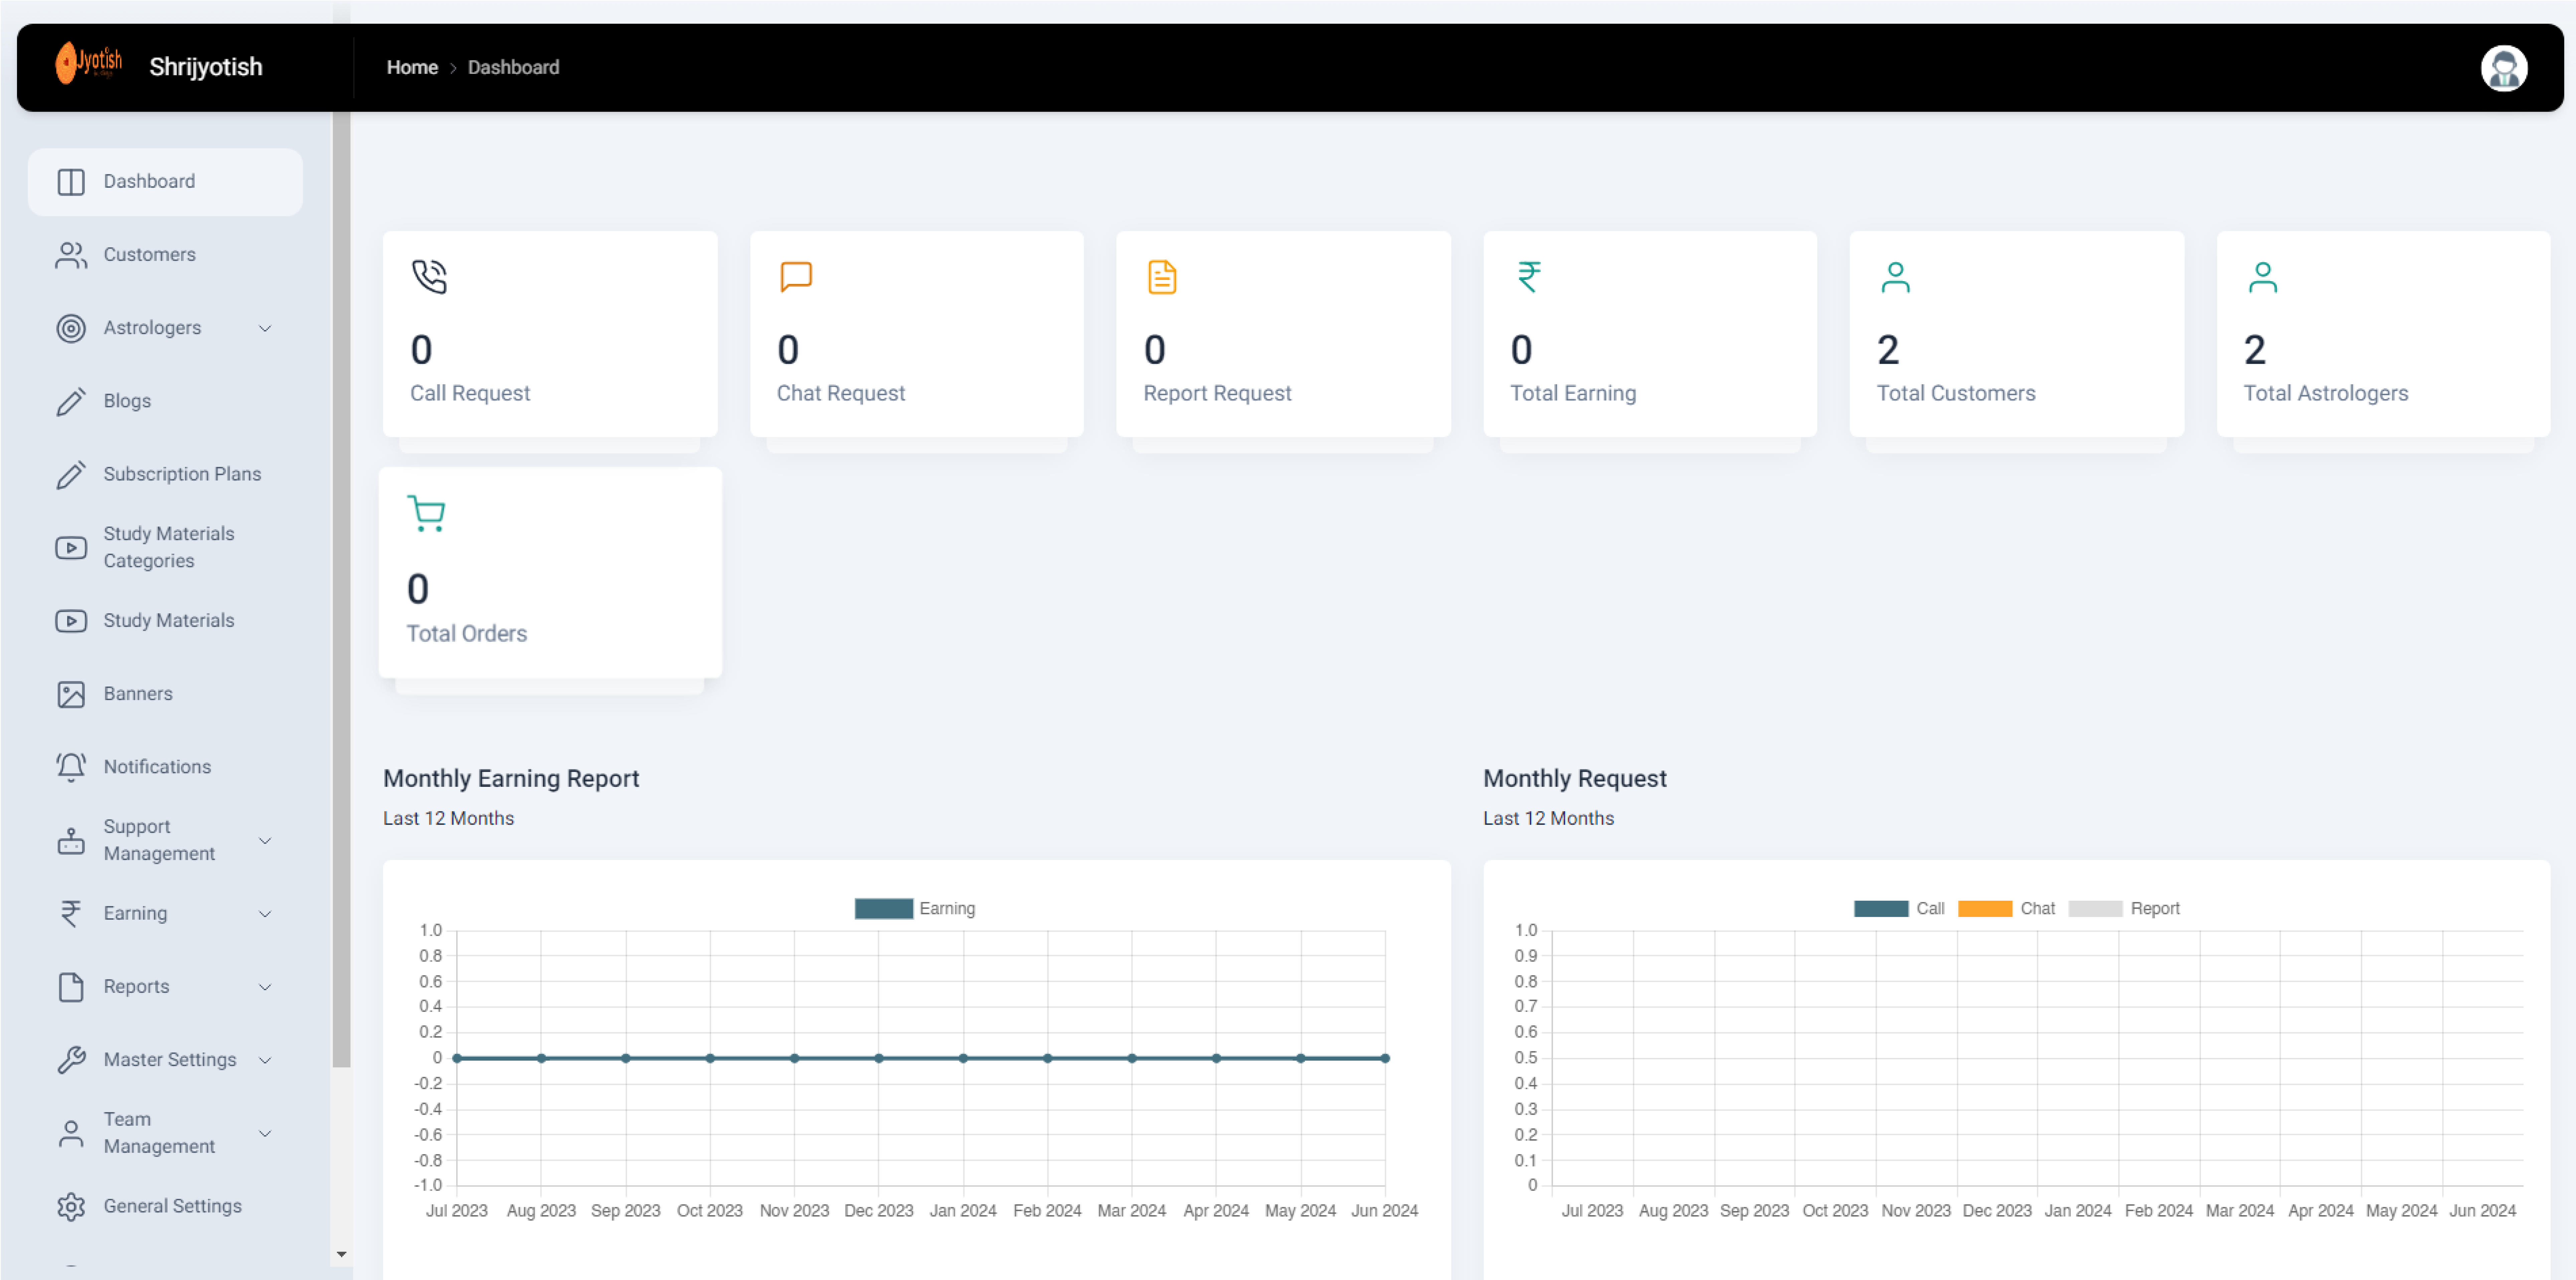 Jyotish
Shrijyotish
Home > Dashboard
Dashboard
Customers
Astrologers
Blogs
Subscription Plans
Study Materials
Categories
Study Materials
Banners
Notifications
Support
Management
Earning
Reports
Master Settings
Team
Management
General Settings
0
Call Request
0
Chat Request
0
Report Request
0
Total Earning
2
Total Customers
2
Total Astrologers
0
Total Orders
Monthly Earning Report
Last 12 Months
Earning
1.0
0.8
0.6
0.4
0.2
0
-0.2
-0.4
-0.6
-0.8
-1.0
Jul 2023 Aug 2023 Sep 2023 Oct 2023 Nov 2023 Dec 2023 Jan 2024 Feb 2024 Mar 2024 Apr 2024 May 2024 Jun 2024
Monthly Request
Last 12 Months
Call Chat Report
1.0
0.9
0.8
0.7
0.6
0.5
0.4
0.3
0.2
0.1
0
Jul 2023 Aug 2023 Sep 2023 Oct 2023 Nov 2023 Dec 2023 Jan 2024 Feb 2024 Mar 2024 Apr 2024 May 2024 Jun 2024